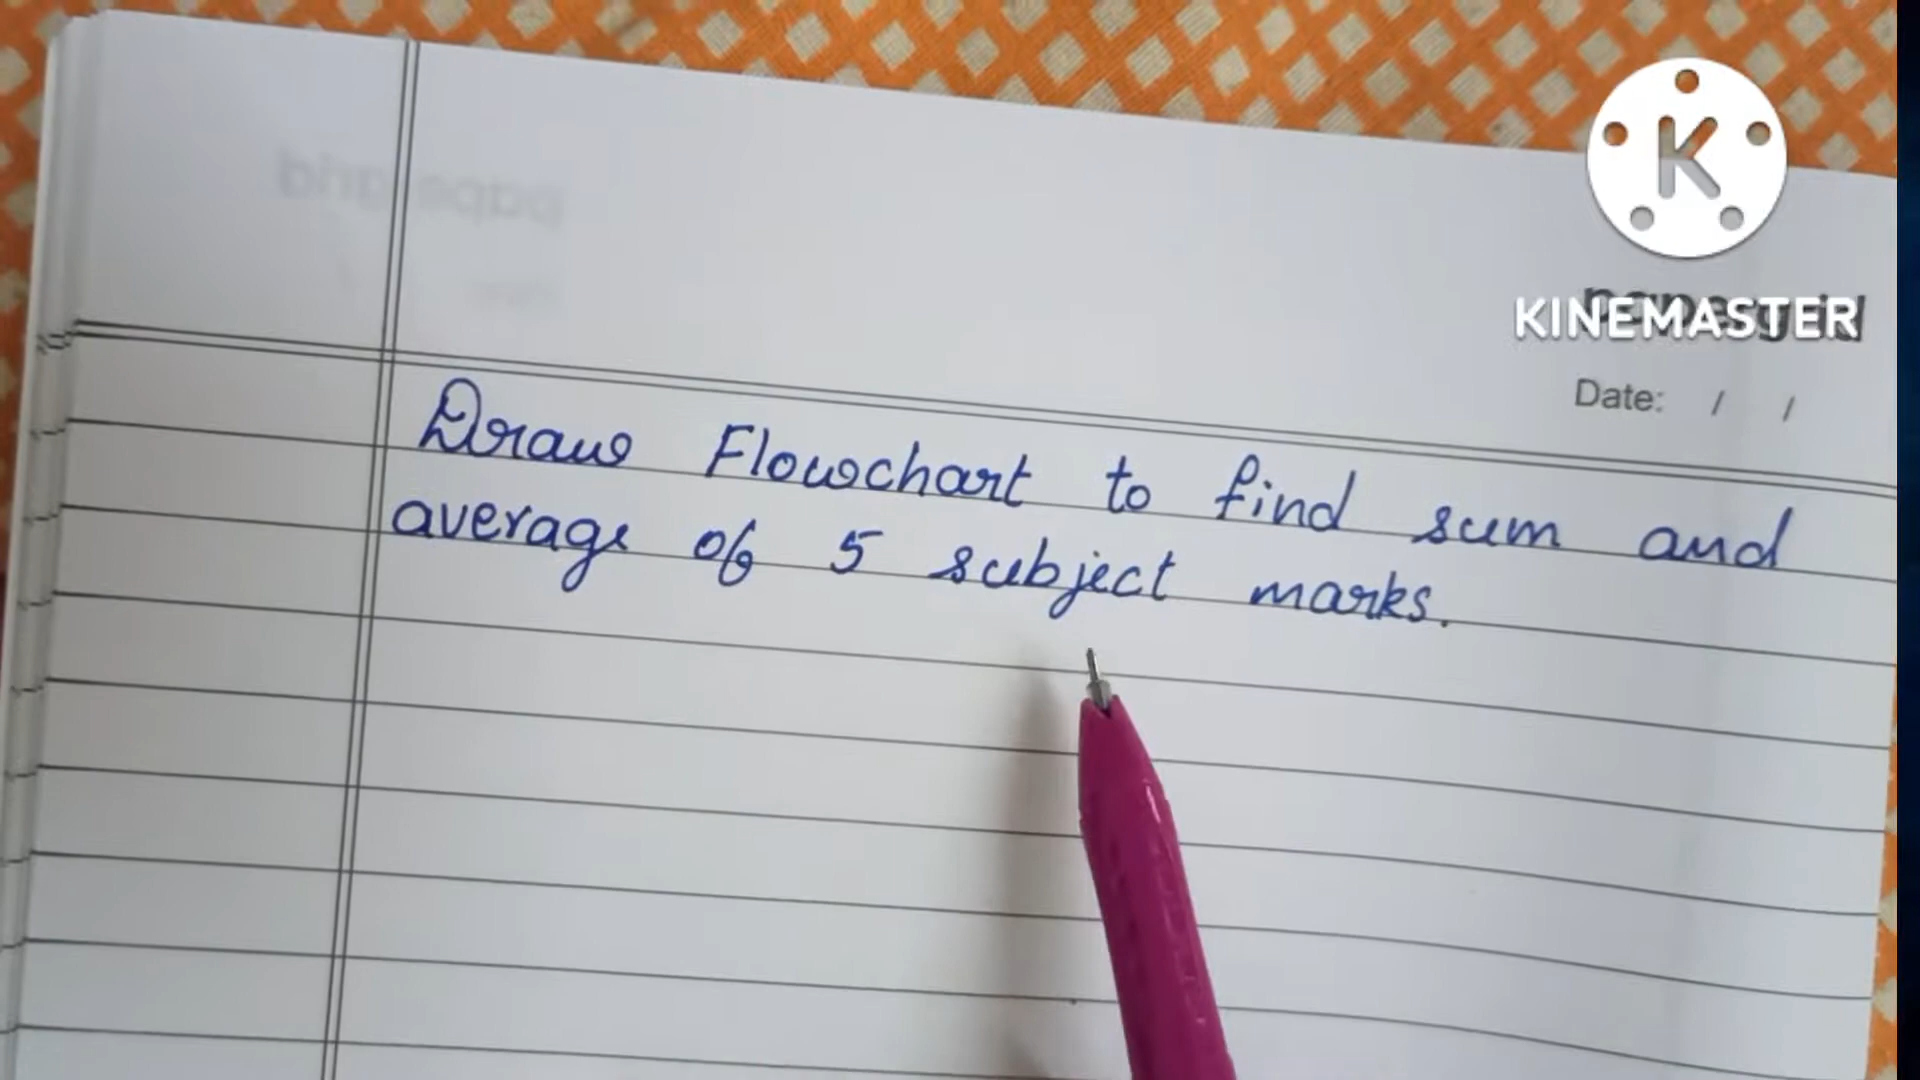 KINEMASTER
Date: / /
Draw Flowchart to find sum and
average of 5 subject marks.